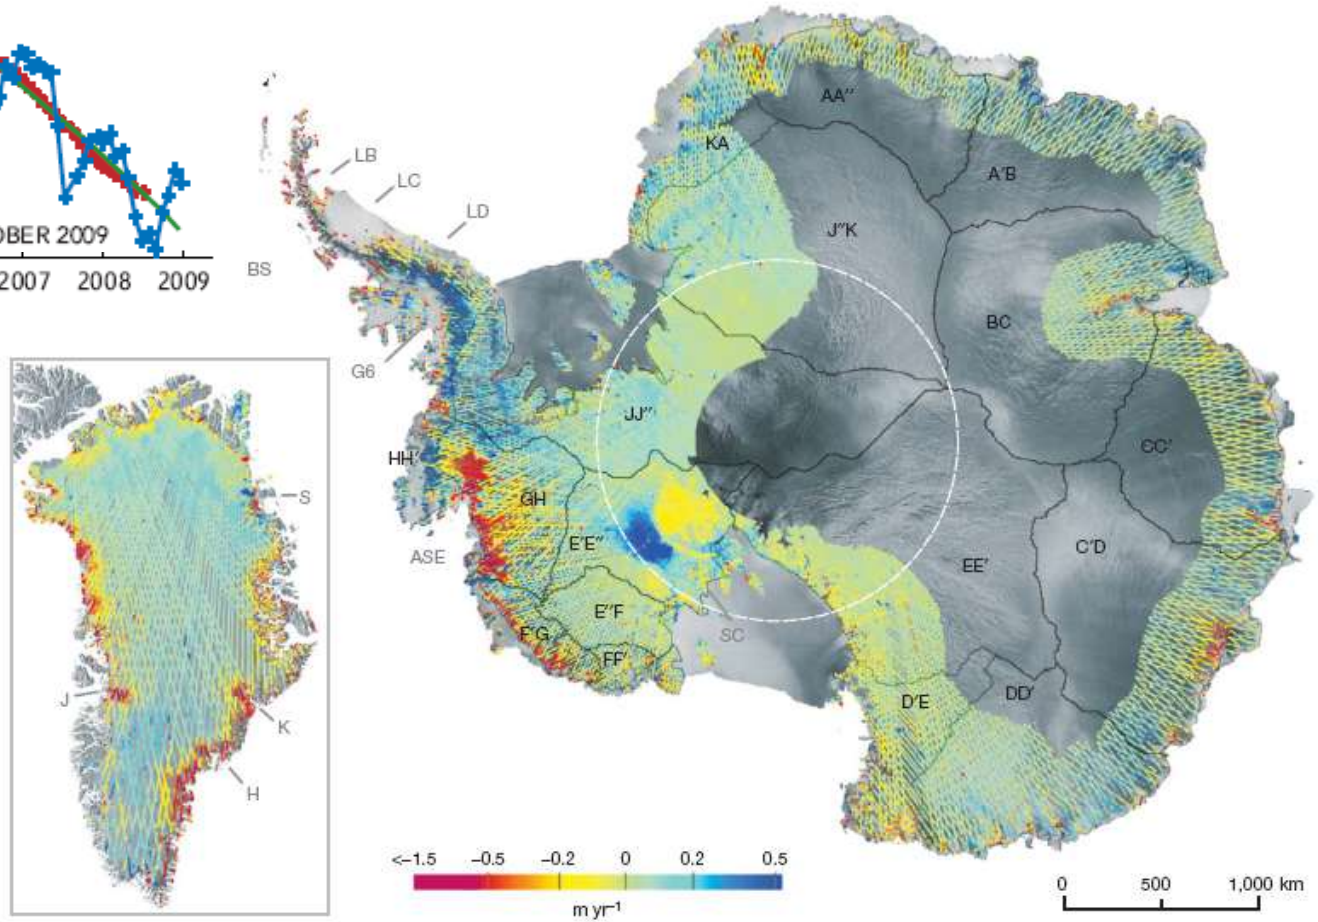 OBER 2009
2007 2008 2009
AA″
KA
A′B
J″K
BC
LB
LC
LD
BS
G6
JJ″
HH′
GH
CC′
ASE
E′E″
C′D
EE′
E″F
SC
F′G
FF′
D′E
DD′
S
J
K
H
<–1.5 –0.5 –0.2 0 0.2 0.5
m yr⁻¹
0 500 1,000 km